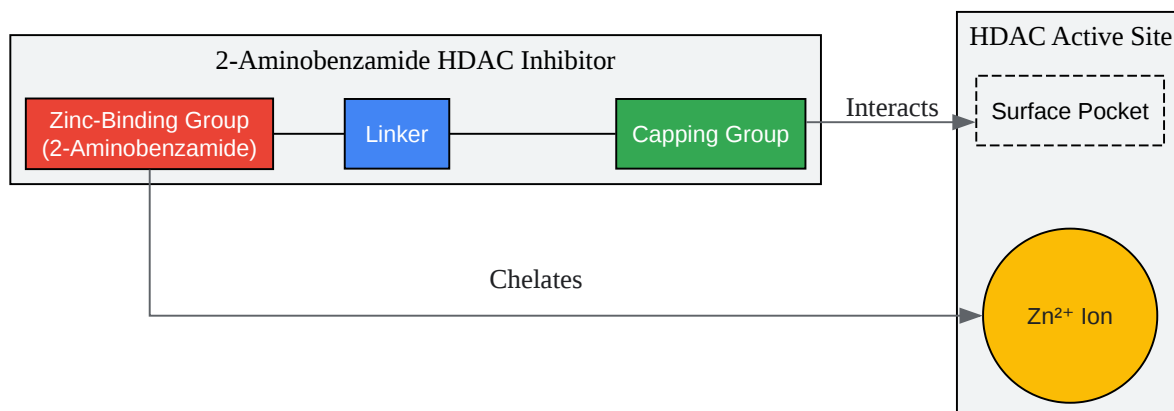 HDAC Active Site
2-Aminobenzamide HDAC Inhibitor
Zinc-Binding Group
(2-Aminobenzamide)
Linker
Capping Group
Interacts
Surface Pocket
Chelates
Zn²⁺ Ion